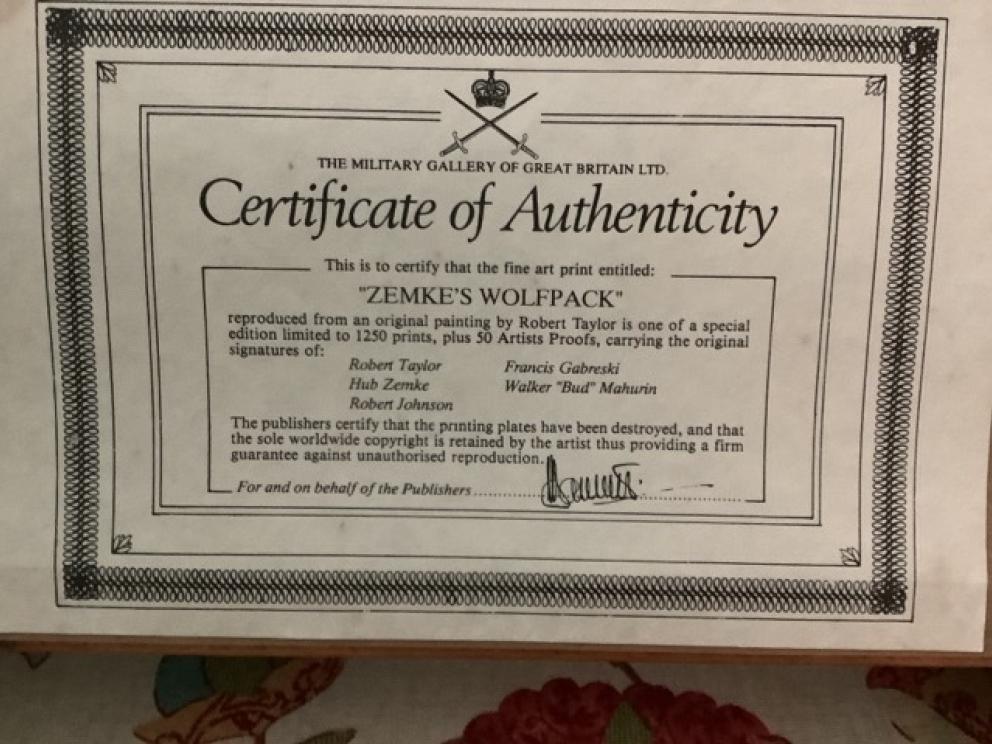 THE MILITARY GALLERY OF GREAT BRITAIN LTD.
Certificate of Authenticity
This is to certify that the fine art print entitled:
"ZEMKE'S WOLFPACK"
reproduced from an original painting by Robert Taylor is one of a special
edition limited to 1250 prints, plus 50 Artists Proofs, carrying the original
signatures of:
Robert Taylor Francis Gabreski
Hub Zemke Walker "Bud" Mahurin
Robert Johnson
The publishers certify that the printing plates have been destroyed, and that
the sole worldwide copyright is retained by the artist thus providing a firm
guarantee against unauthorised reproduction.
For and on behalf of the Publishers